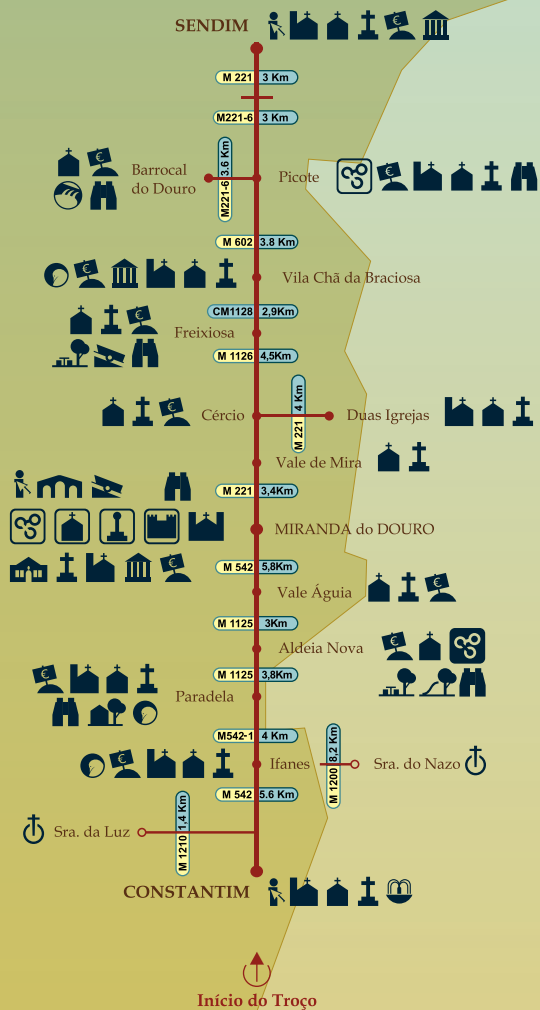 SENDIM
M 221 3 Km
M221-6 3 Km
M221-6 3.6 Km
Barrocal
do Douro
Picote
M 602 3.8 Km
Vila Chã da Braciosa
CM1128 2,9Km
Freixiosa
M 1126 4,5Km
Cércio
M 221 4 Km
Duas Igrejas
Vale de Mira
M 221 3,4Km
MIRANDA do DOURO
M 542 5,8Km
Vale Águia
M 1125 3Km
Aldeia Nova
M 1125 3,8Km
Paradela
M542-1 4 Km
Ifanes
M 1200 8,2 Km
Sra. do Nazo
M 542 5.6 Km
Sra. da Luz
M 1210 1,4 Km
CONSTANTIM
Início do Troço